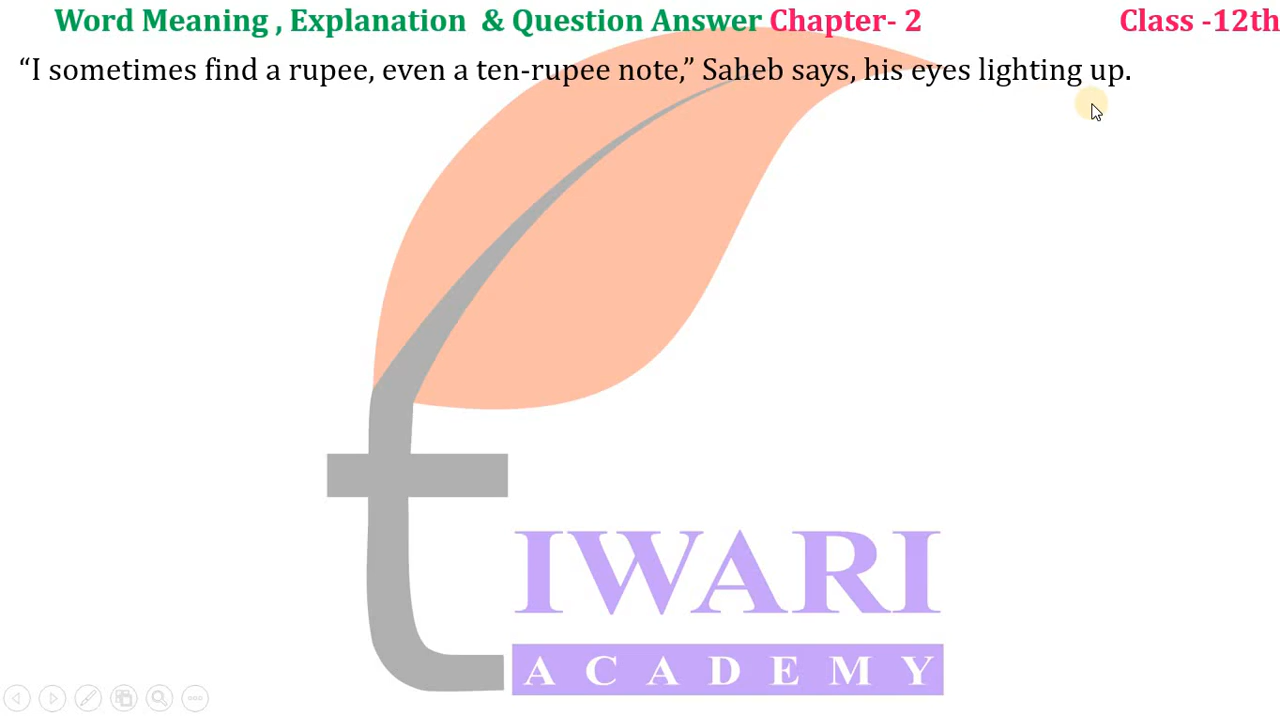 Word Meaning , Explanation & Question Answer Chapter- 2 Class -12th
“I sometimes find a rupee, even a ten-rupee note,” Saheb says, his eyes lighting up.
tIWARI
ACADEMY